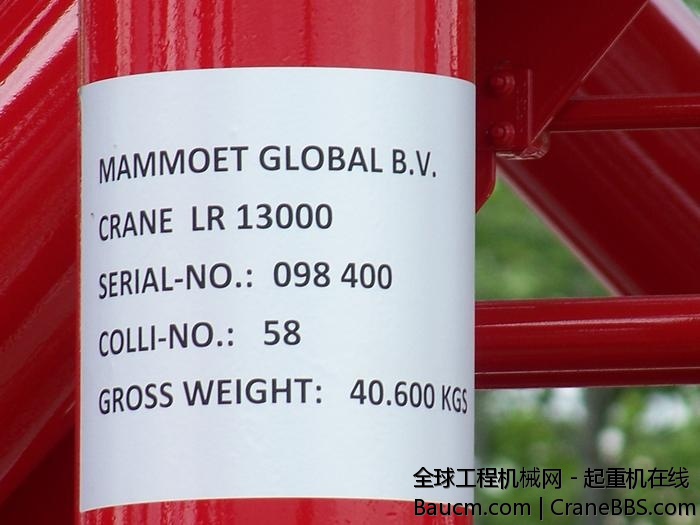 MAMMOET GLOBAL B.V.
CRANE LR 13000
SERIAL-NO.: 098 400
COLLI-NO.: 58
GROSS WEIGHT: 40.600 KGS
全球工程机械网 - 起重机在线
Baucm.com | CraneBBS.com